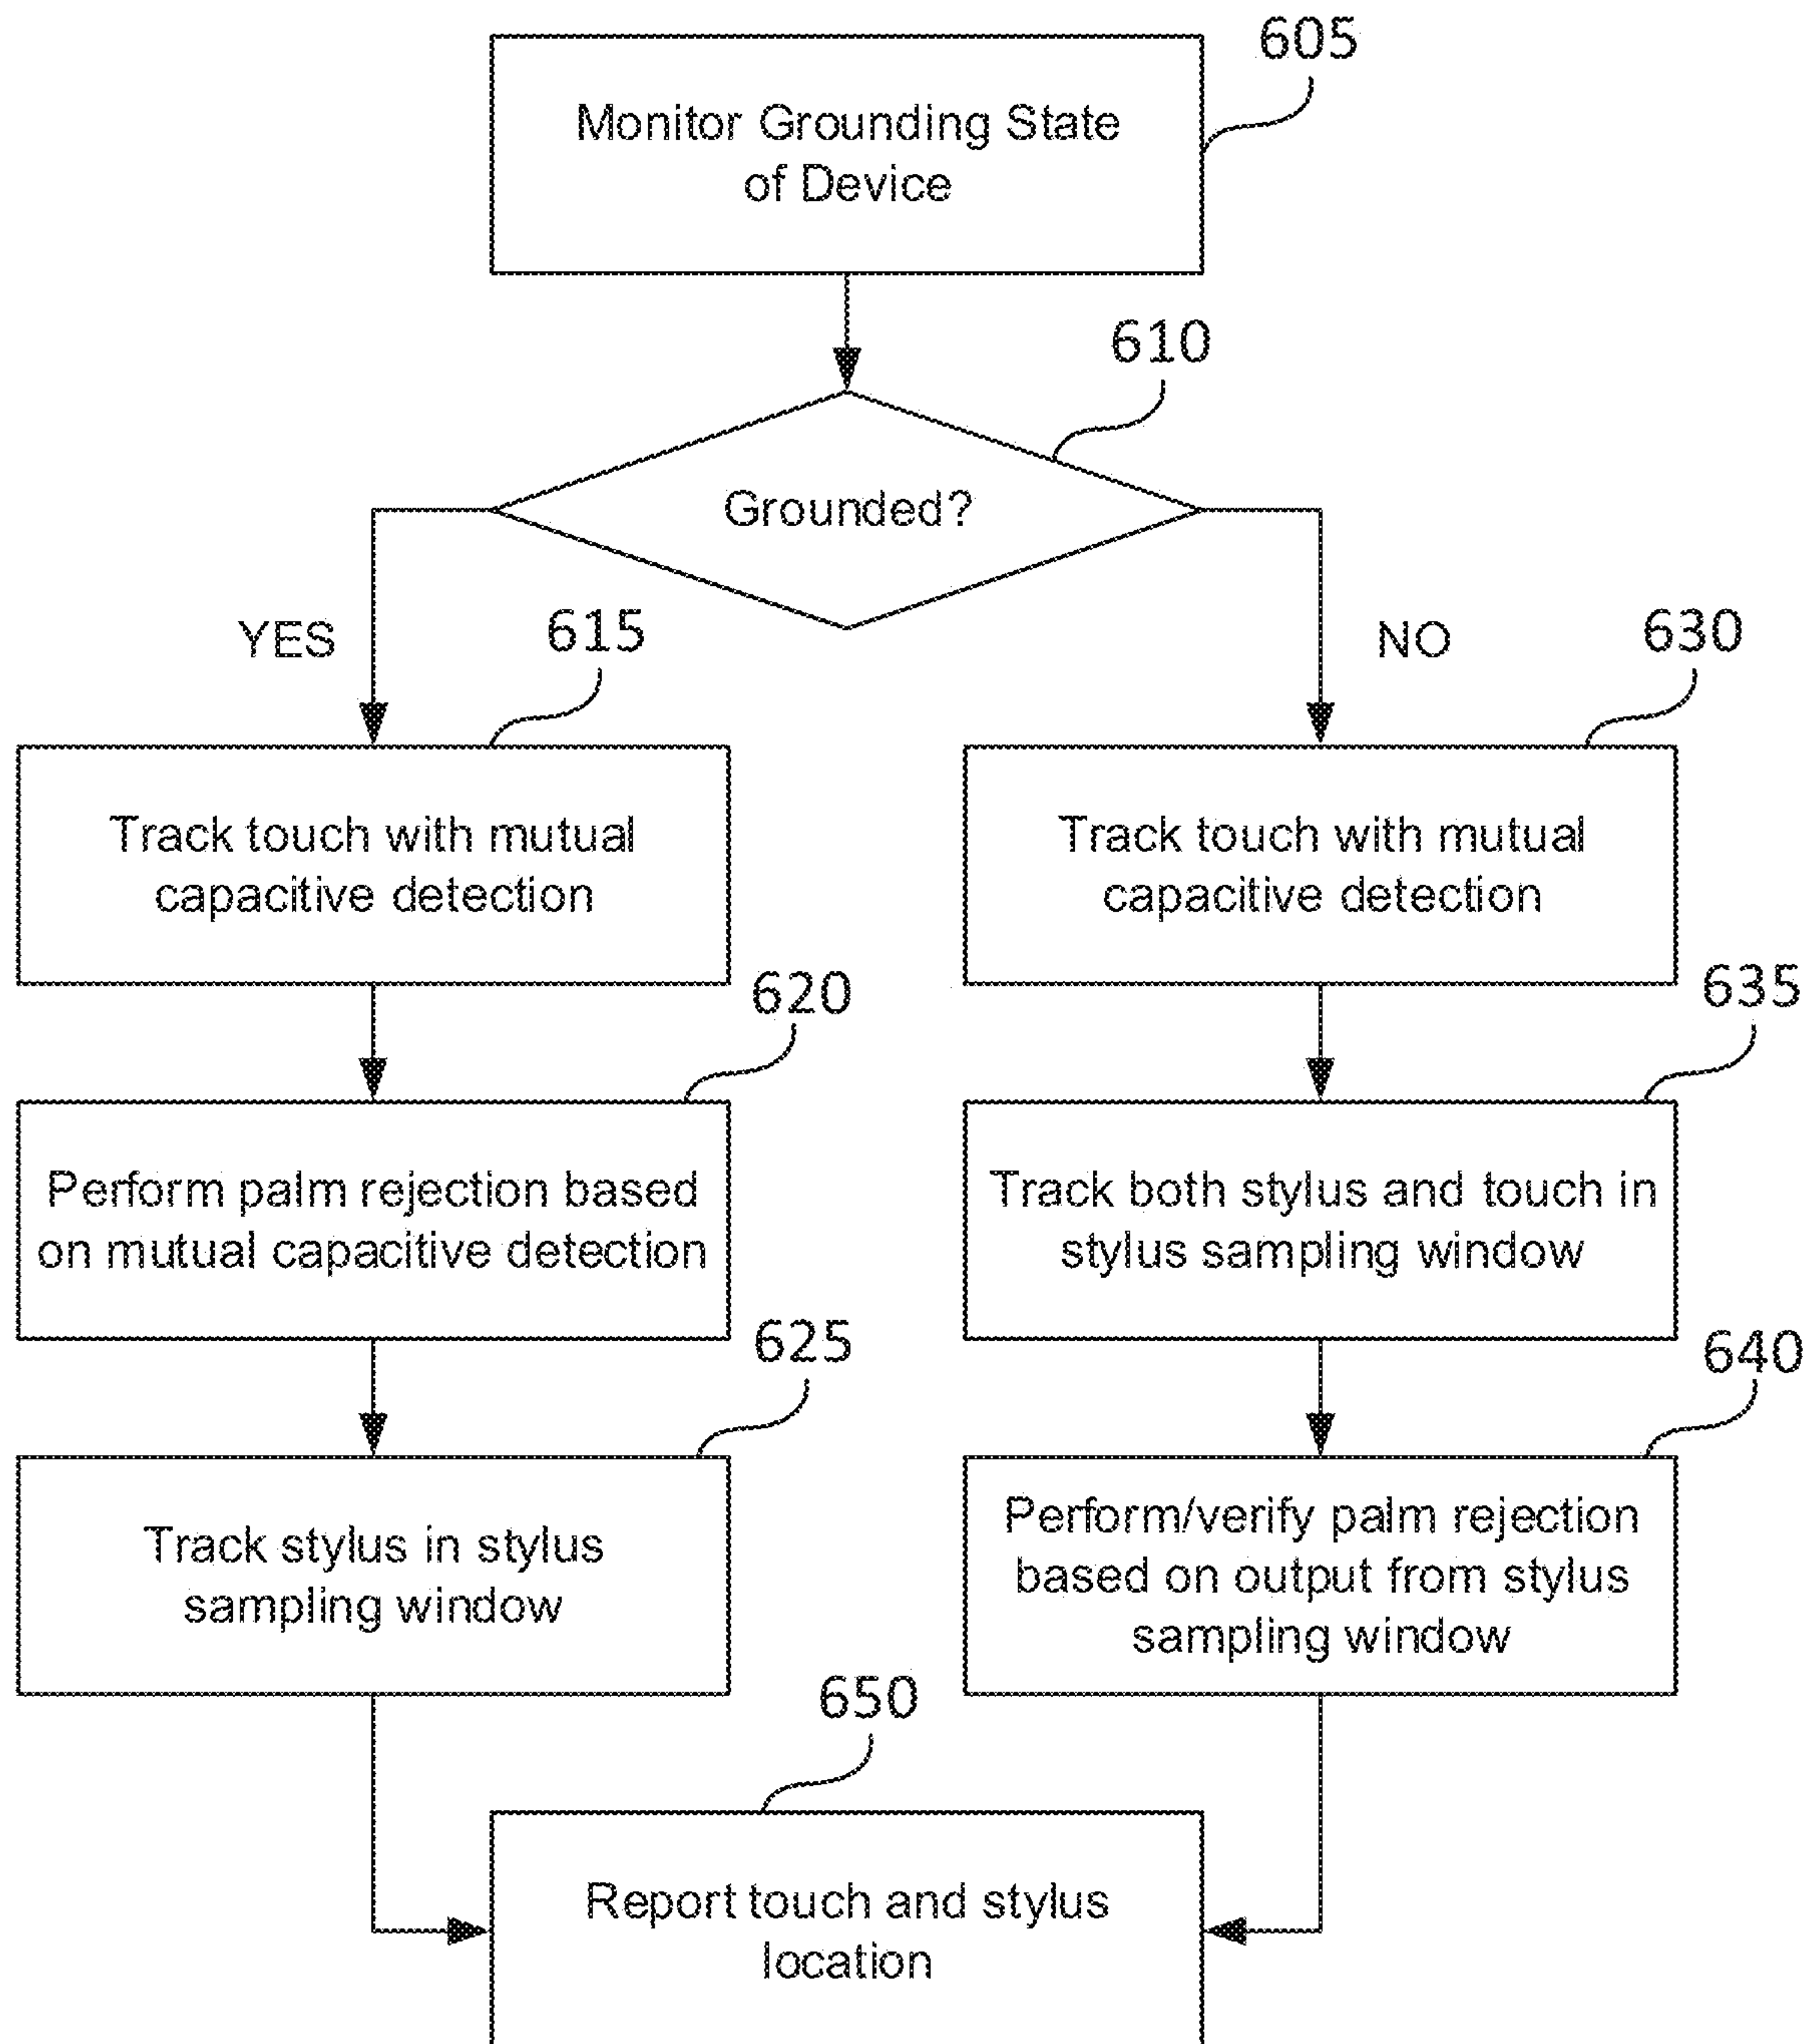 605
Monitor Grounding State
of Device
610
Grounded?
YES
615
NO
630
Track touch with mutual
capacitive detection
Track touch with mutual
capacitive detection
620
635
Perform palm rejection based
on mutual capacitive detection
Track both stylus and touch in
stylus sampling window
625
640
Track stylus in stylus
sampling window
Perform/verify palm rejection
based on output from stylus
sampling window
650
Report touch and stylus
location